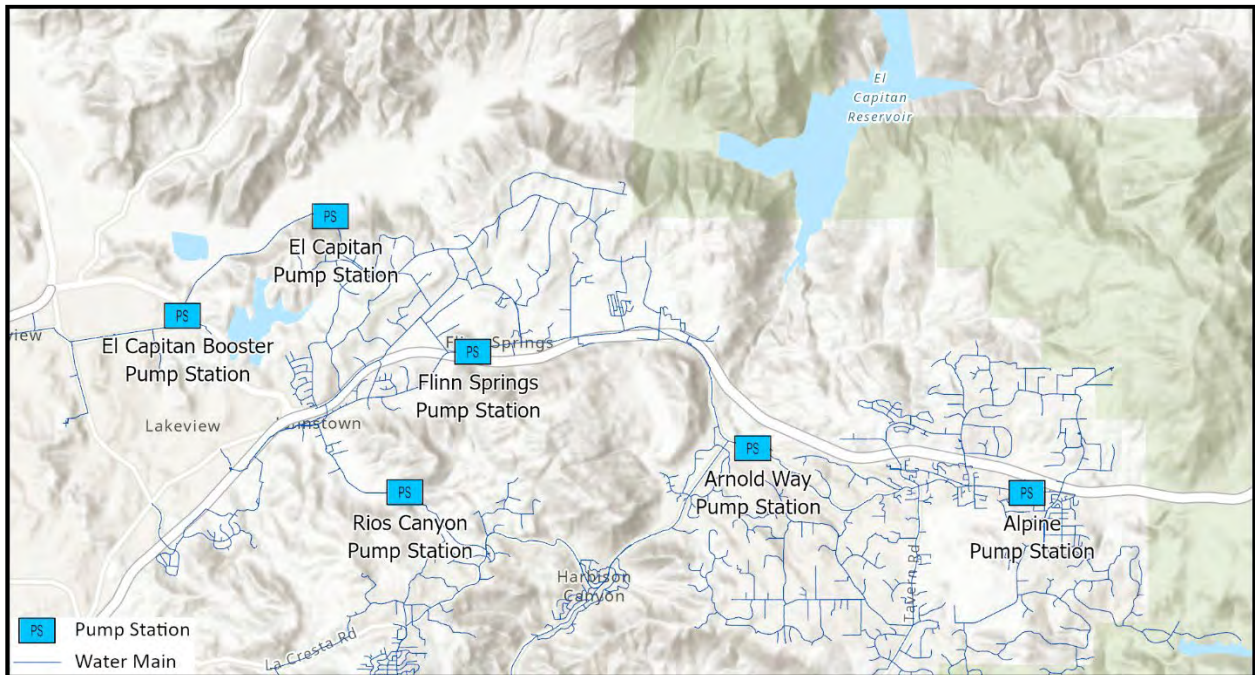 El
Capitan
Reservoir
PS
El Capitan
Pump Station
PS
El Capitan Booster
Pump Station
view
PS
Springs
Flinn Springs
Pump Station
Lakeview
PS
Rios Canyon
Pump Station
PS
Arnold Way
Pump Station
PS
Alpine
Pump Station
Harbison
Canyon
Tavern Rd
La Cresta Rd
PS Pump Station
Water Main